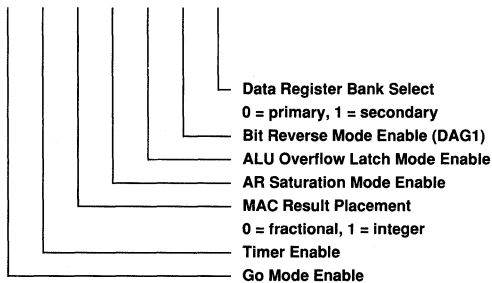 Data Register Bank Select
0 = primary, 1 = secondary
Bit Reverse Mode Enable (DAG1)
ALU Overflow Latch Mode Enable
AR Saturation Mode Enable
MAC Result Placement
0 = fractional, 1 = integer
Timer Enable
Go Mode Enable